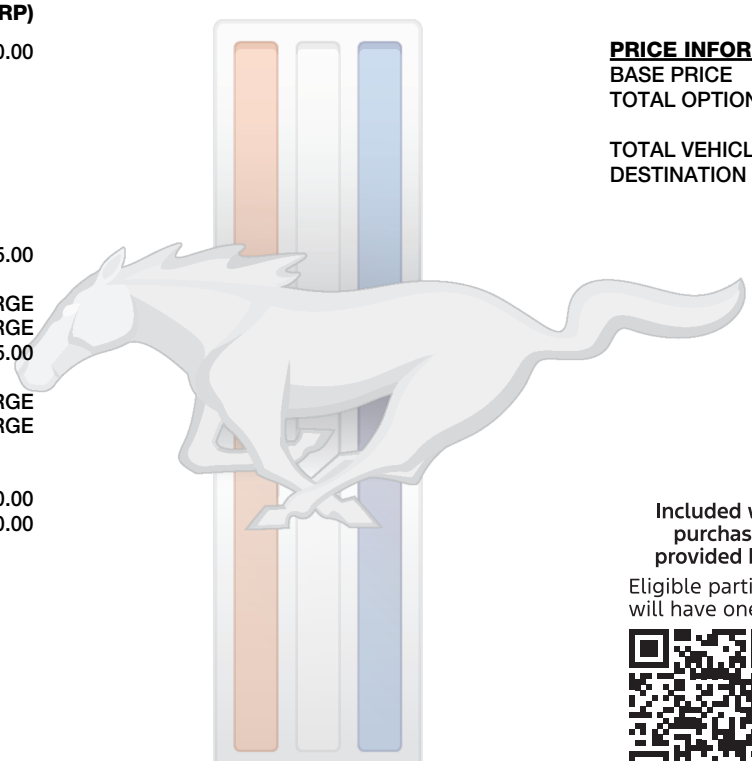 RP)
0.00
5.00
RGE
RGE
5.00
RGE
RGE
0.00
0.00
PRICE INFOR
BASE PRICE
TOTAL OPTION
TOTAL VEHICL
DESTINATION
Included w
purchas
provided b
Eligible parti
will have one